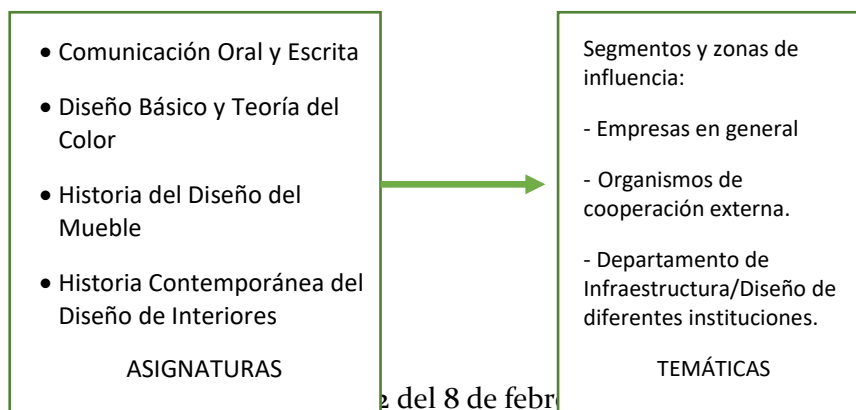 • Comunicación Oral y Escrita
• Diseño Básico y Teoría del
Color
• Historia del Diseño del
Mueble
• Historia Contemporánea del
Diseño de Interiores
ASIGNATURAS
Segmentos y zonas de
influencia:
- Empresas en general
- Organismos de
cooperación externa.
- Departamento de
Infraestructura/Diseño de
diferentes instituciones.
TEMÁTICAS
2 del 8 de